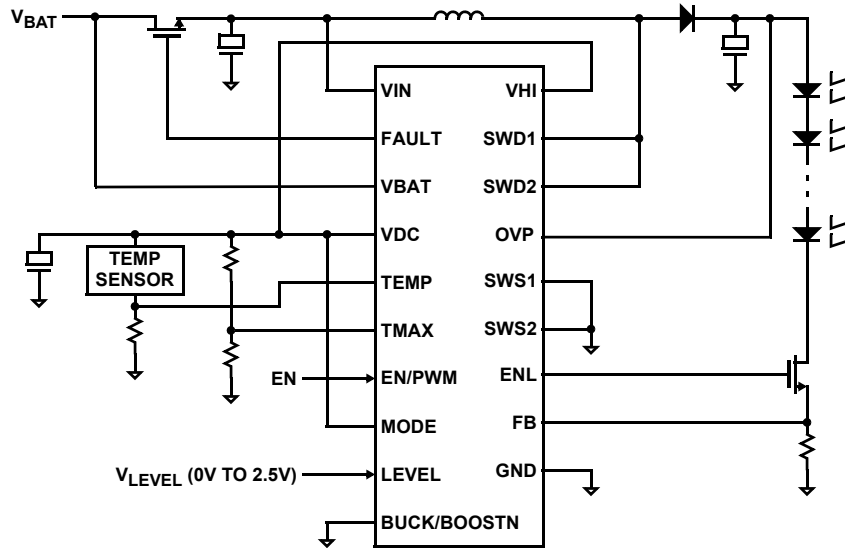 VBAT
VIN VHI
FAULT SWD1
VBAT SWD2
VDC OVP
TEMP
SENSOR
TEMP SWS1
TMAX SWS2
EN EN/PWM ENL
MODE FB
VLEVEL (0V TO 2.5V) LEVEL GND
BUCK/BOOSTN